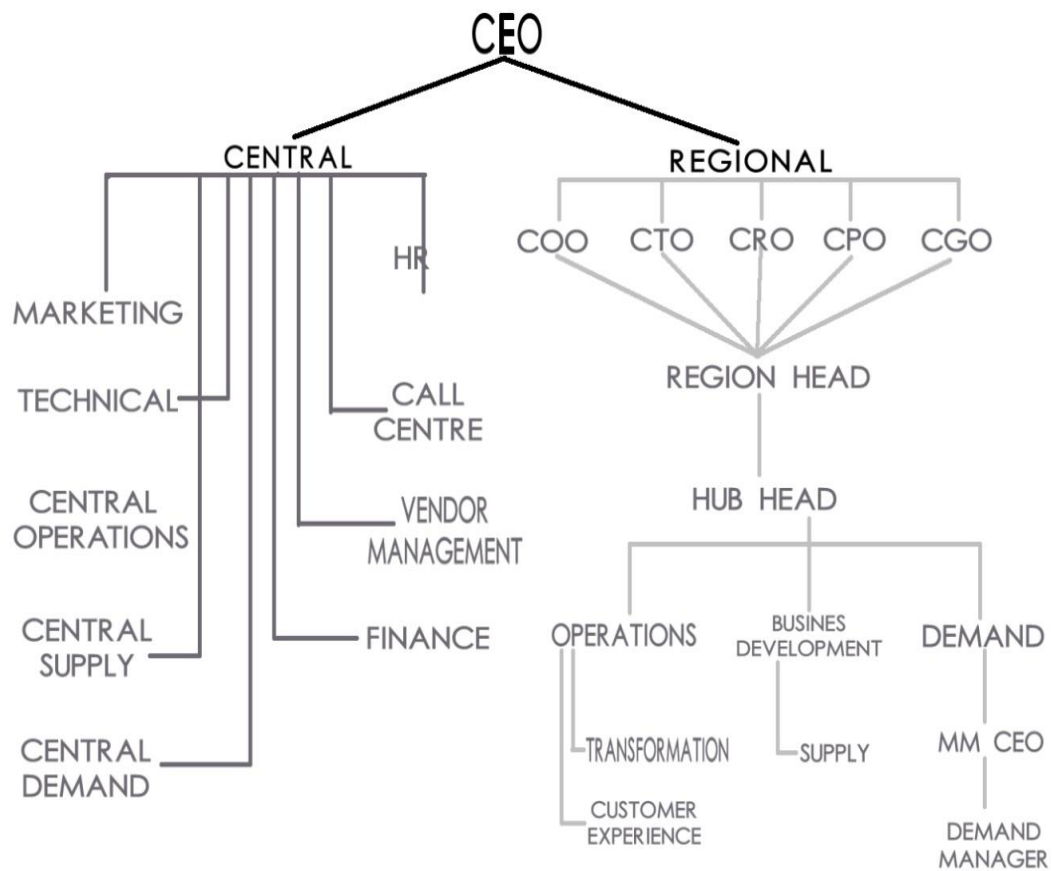 CEO
CENTRAL
REGIONAL
HR
COO
CTO
CRO
CPO
CGO
MARKETING
REGION HEAD
TECHNICAL
CALL
CENTRE
CENTRAL
OPERATIONS
VENDOR
MANAGEMENT
HUB HEAD
CENTRAL
SUPPLY
FINANCE
OPERATIONS
BUSINES
DEVELOPMENT
DEMAND
CENTRAL
DEMAND
TRANSFORMATION
SUPPLY
MM CEO
CUSTOMER
EXPERIENCE
DEMAND
MANAGER